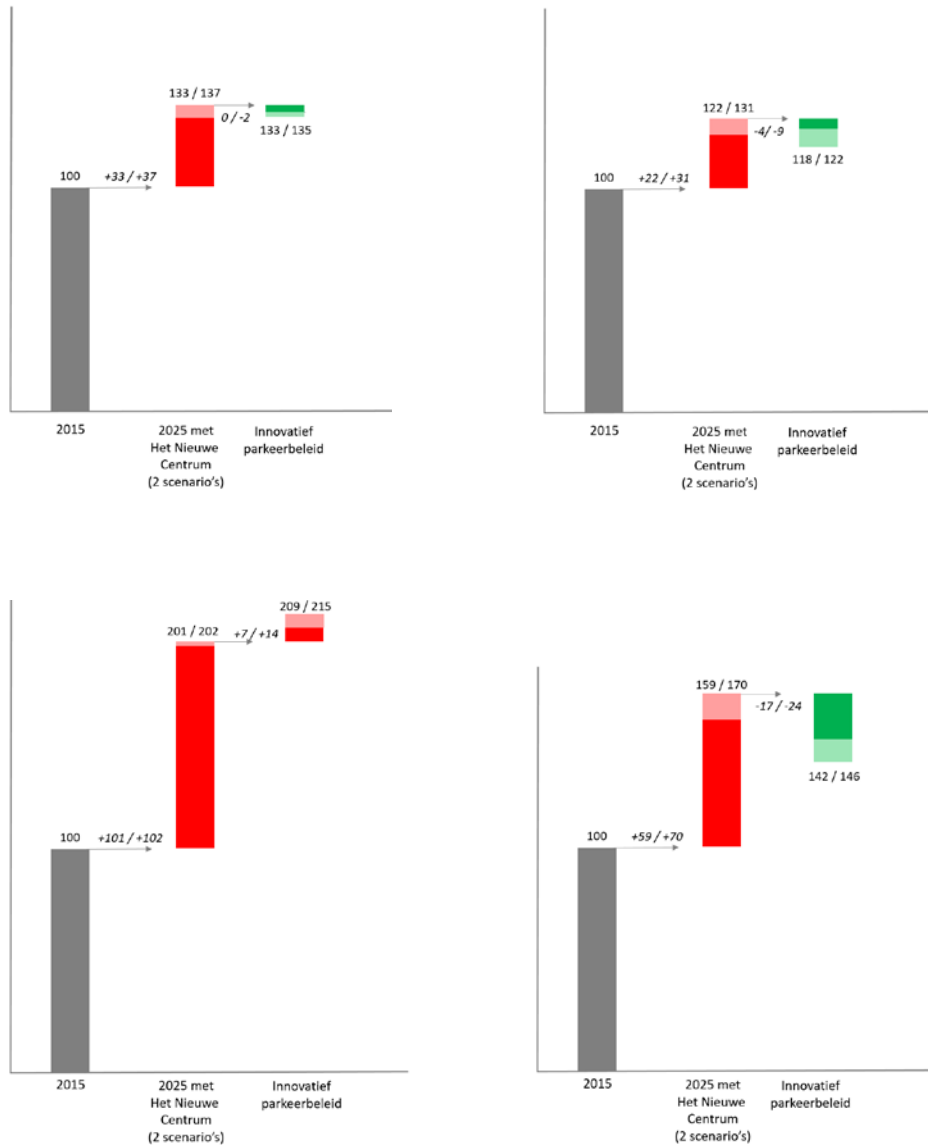 133 / 137
0 / -2
133 / 135
100
+33 / +37
2015
2025 met
Het Nieuwe
Centrum
(2 scenario's)
Innovatief
parkeerbeleid
122 / 131
-4/ -9
118 / 122
100
+22 / +31
2015
2025 met
Het Nieuwe
Centrum
(2 scenario's)
Innovatief
parkeerbeleid
209 / 215
201 / 202
+7 / +14
100
+101 / +102
2015
2025 met
Het Nieuwe
Centrum
(2 scenario's)
Innovatief
parkeerbeleid
159 / 170
-17 / -24
142 / 146
100
+59 / +70
2015
2025 met
Het Nieuwe
Centrum
(2 scenario's)
Innovatief
parkeerbeleid